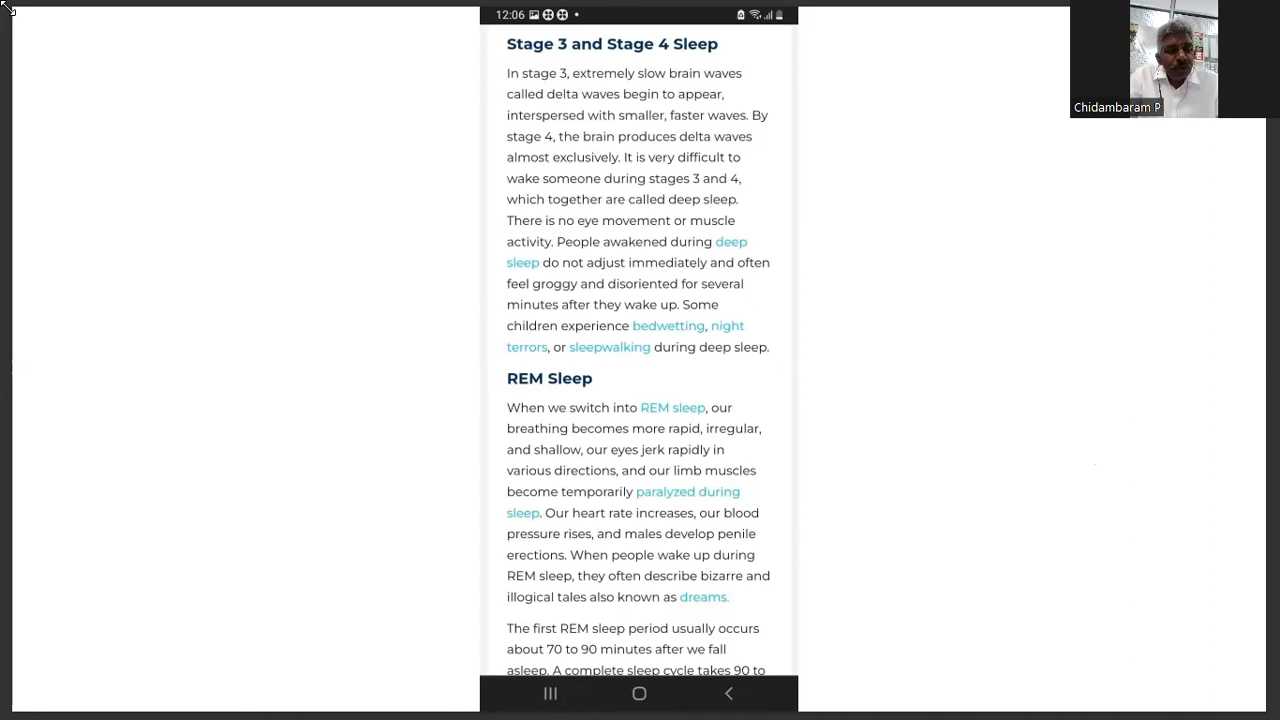 12:06
Stage 3 and Stage 4 Sleep
In stage 3, extremely slow brain waves
called delta waves begin to appear,
interspersed with smaller, faster waves. By
stage 4, the brain produces delta waves
almost exclusively. It is very difficult to
wake someone during stages 3 and 4,
which together are called deep sleep.
There is no eye movement or muscle
activity. People awakened during deep
sleep do not adjust immediately and often
feel groggy and disoriented for several
minutes after they wake up. Some
children experience bedwetting, night
terrors, or sleepwalking during deep sleep.
REM Sleep
When we switch into REM sleep, our
breathing becomes more rapid, irregular,
and shallow, our eyes jerk rapidly in
various directions, and our limb muscles
become temporarily paralyzed during
sleep. Our heart rate increases, our blood
pressure rises, and males develop penile
erections. When people wake up during
REM sleep, they often describe bizarre and
illogical tales also known as dreams.
The first REM sleep period usually occurs
about 70 to 90 minutes after we fall
asleep. A complete sleep cycle takes 90 to
Chidambaram P